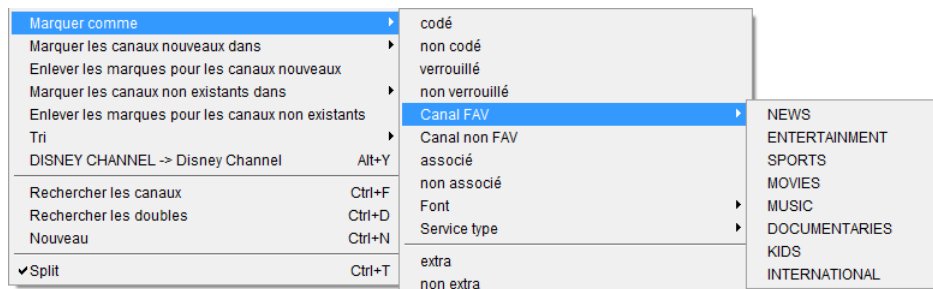 Marquer comme
Marquer les canaux nouveaux dans
Enlever les marques pour les canaux nouveaux
Marquer les canaux non existants dans
Enlever les marques pour les canaux non existants
Tri
DISNEY CHANNEL -> Disney Channel Alt+Y
Rechercher les canaux Ctrl+F
Rechercher les doubles Ctrl+D
Nouveau Ctrl+N
Split Ctrl+T
codé
non codé
verrouillé
non verrouillé
Canal FAV
Canal non FAV
associé
non associé
Font
Service type
extra
non extra
NEWS
ENTERTAINMENT
SPORTS
MOVIES
MUSIC
DOCUMENTARIES
KIDS
INTERNATIONAL